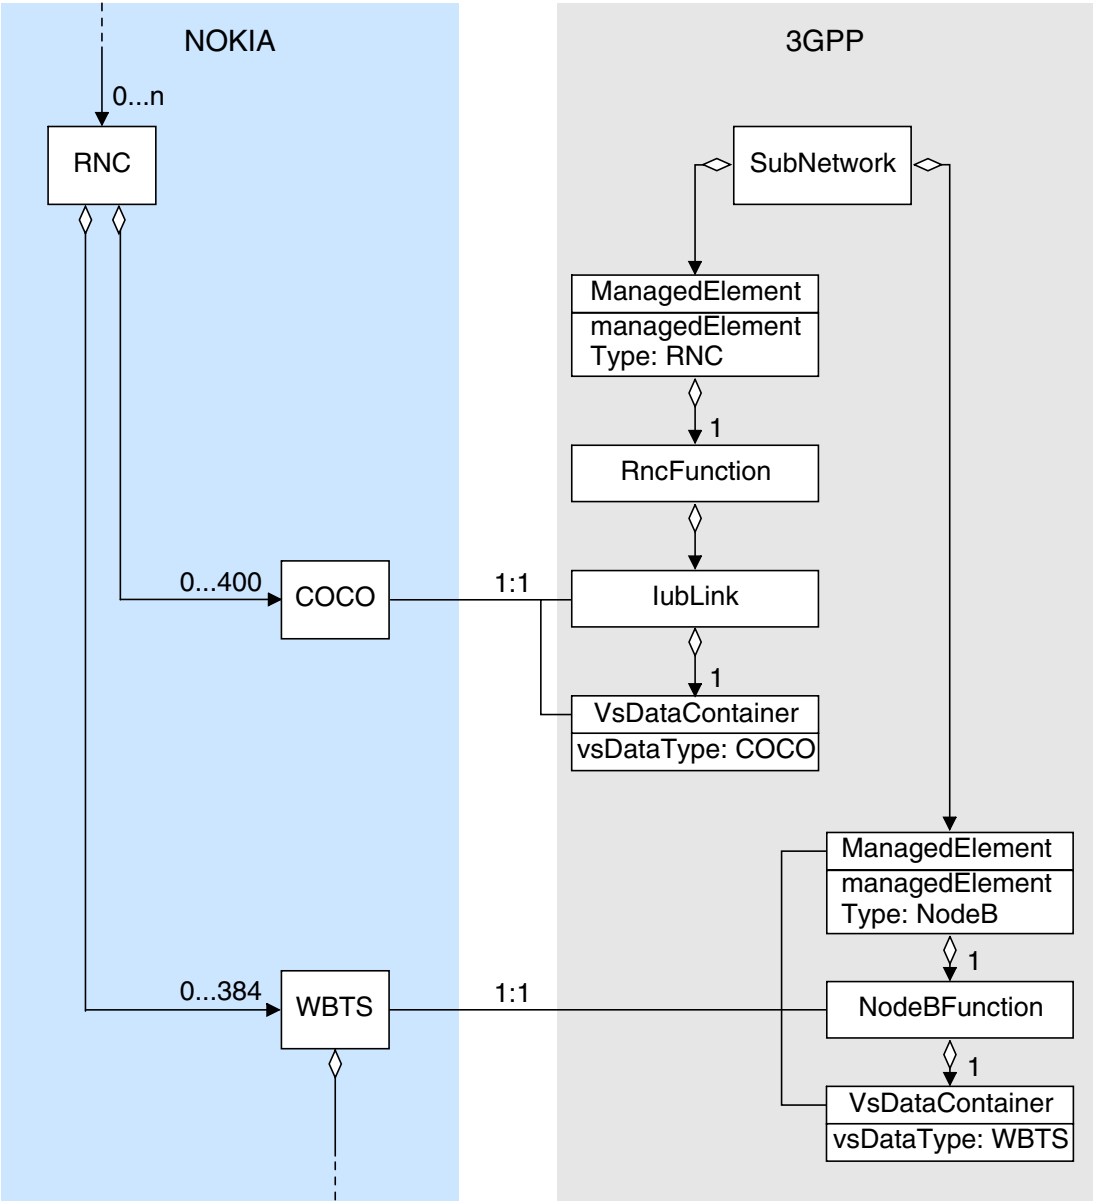 NOKIA
3GPP
0...n
RNC
SubNetwork
ManagedElement
managedElement
Type: RNC
1
RncFunction
0...400
COCO
1:1
IubLink
1
VsDataContainer
vsDataType: COCO
ManagedElement
managedElement
Type: NodeB
1
0...384
WBTS
1:1
NodeBFunction
1
VsDataContainer
vsDataType: WBTS